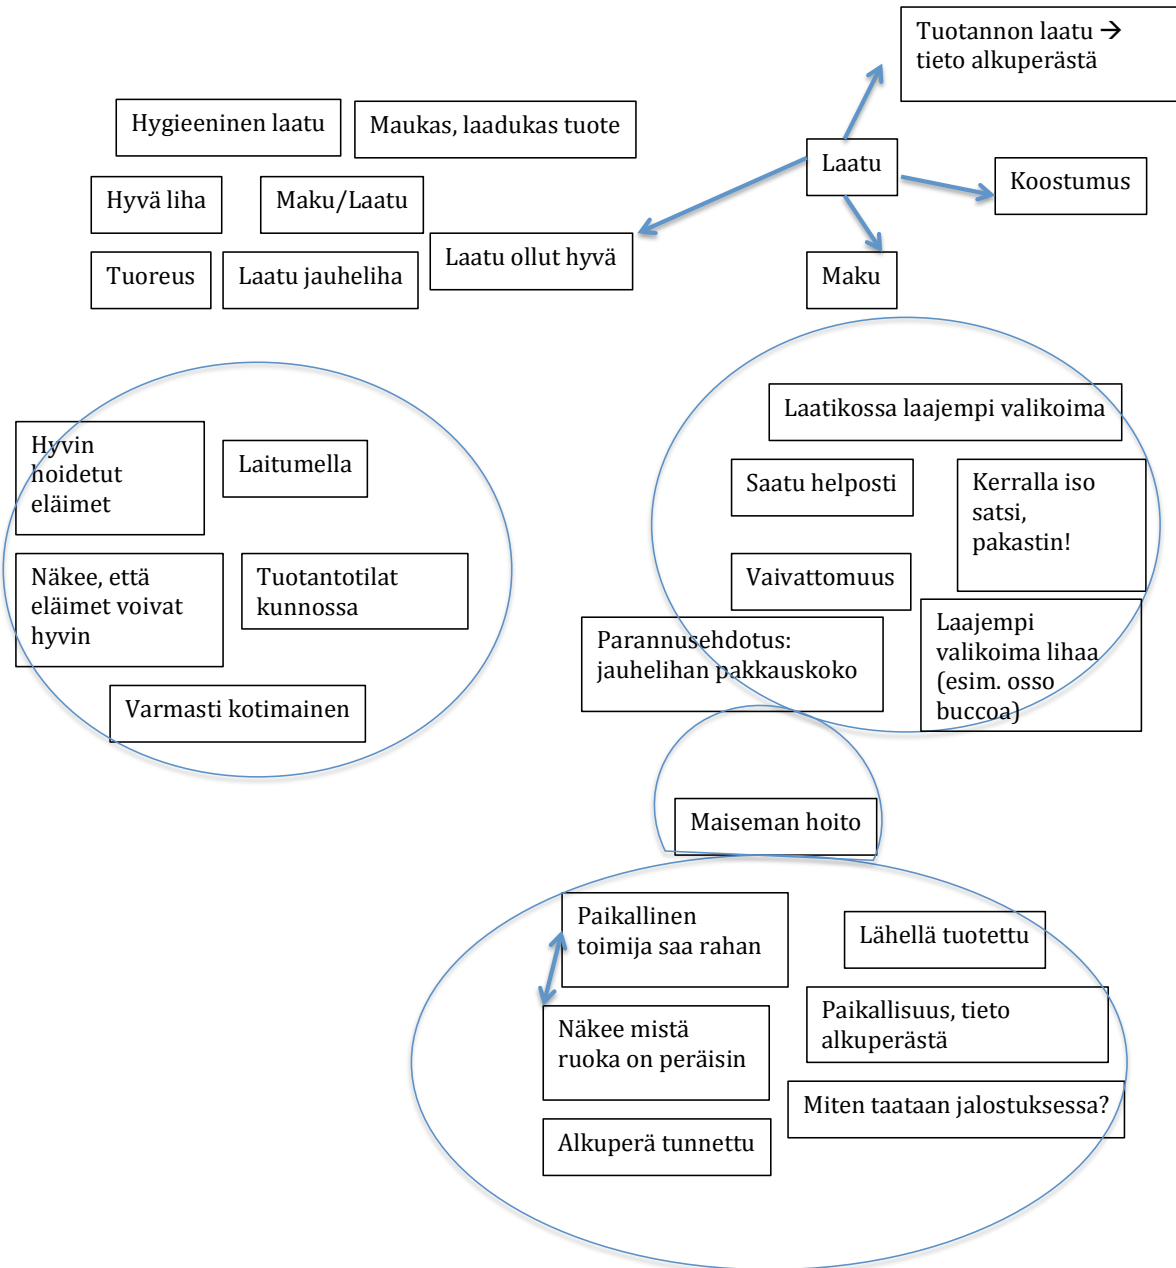 Tuotannon laatu →
tieto alkuperästä
Hygieeninen laatu
Maukas, laadukas tuote
Laatu
Koostumus
Hyvä liha
Maku/Laatu
Laatu ollut hyvä
Tuoreus
Laatu jauheliha
Maku
Hyvin
hoidetut
eläimet
Laitumella
Näkee, että
eläimet voivat
hyvin
Tuotantotilat
kunnossa
Varmasti kotimainen
Laatikossa laajempi valikoima
Saatu helposti
Kerralla iso
satsi,
pakastin!
Vaivattomuus
Parannusehdotus:
jauhelihan pakkauskoko
Laajempi
valikoima lihaa
(esim. osso
buccoa)
Maiseman hoito
Paikallinen
toimija saa rahan
Lähellä tuotettu
Näkee mistä
ruoka on peräisin
Paikallisuus, tieto
alkuperästä
Miten taataan jalostuksessa?
Alkuperä tunnettu